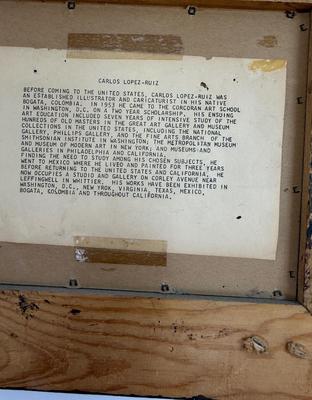 CARLOS LOPEZ-RUIZ
BEFORE COMING TO THE UNITED STATES, CARLOS LOPEZ-RUIZ WAS
AN ESTABLISHED ILLUSTRATOR AND CARICATURIST IN HIS NATIVE
BOGATA, COLOMBIA. IN 1953 HE CAME TO THE CORCORAN ART SCHOOL
IN WASHINGTON, D.C. ON A TWO YEAR SCHOLARSHIP. HIS ENSUING
ART EDUCATION INCLUDED SEVEN YEARS OF INTENSIVE STUDY OF THE
HUNDREDS OF OLD MASTERS IN THE GREAT ART GALLERY AND MUSEUM
COLLECTIONS IN THE UNITED STATES, INCLUDING THE NATIONAL
GALLERY, PHILLIPS GALLERY, AND THE FINE ARTS BRANCH OF THE
SMITHSONIAN INSTITUTE IN WASHINGTON; THE METROPOLITAN MUSEUM
AND MUSEUM OF MODERN ART IN NEW YORK; AND MUSEUMS AND
GALLERIES IN PHILADELPHIA AND CALIFORNIA.
FINDING THE NEED TO STUDY AMONG HIS CHOSEN SUBJECTS, HE
WENT TO MEXICO WHERE HE LIVED AND PAINTED FOR THREE YEARS
BEFORE RETURNING TO THE UNITED STATES AND CALIFORNIA. HE
NOW OCCUPIES A STUDIO AND GALLERY ON CORLEY AVENUE NEAR
LEFFINGWELL IN WHITTIER. HIS WORKS HAVE BEEN EXHIBITED IN
WASHINGTON, D.C., NEW YROK, VIRGINIA, TEXAS, MEXICO,
BOGATA, COLOMBIA AND THROUGHOUT CALIFORNIA.